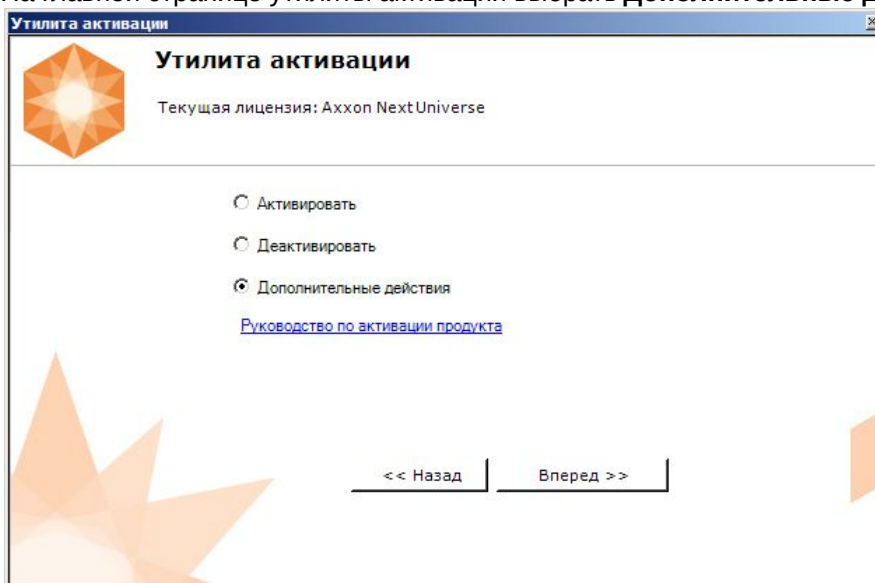 Утилита активации
Утилита активации
Текущая лицензия: Axxon Next Universe
Активировать
Деактивировать
Дополнительные действия
Руководство по активации продукта
<< Назад Вперед >>